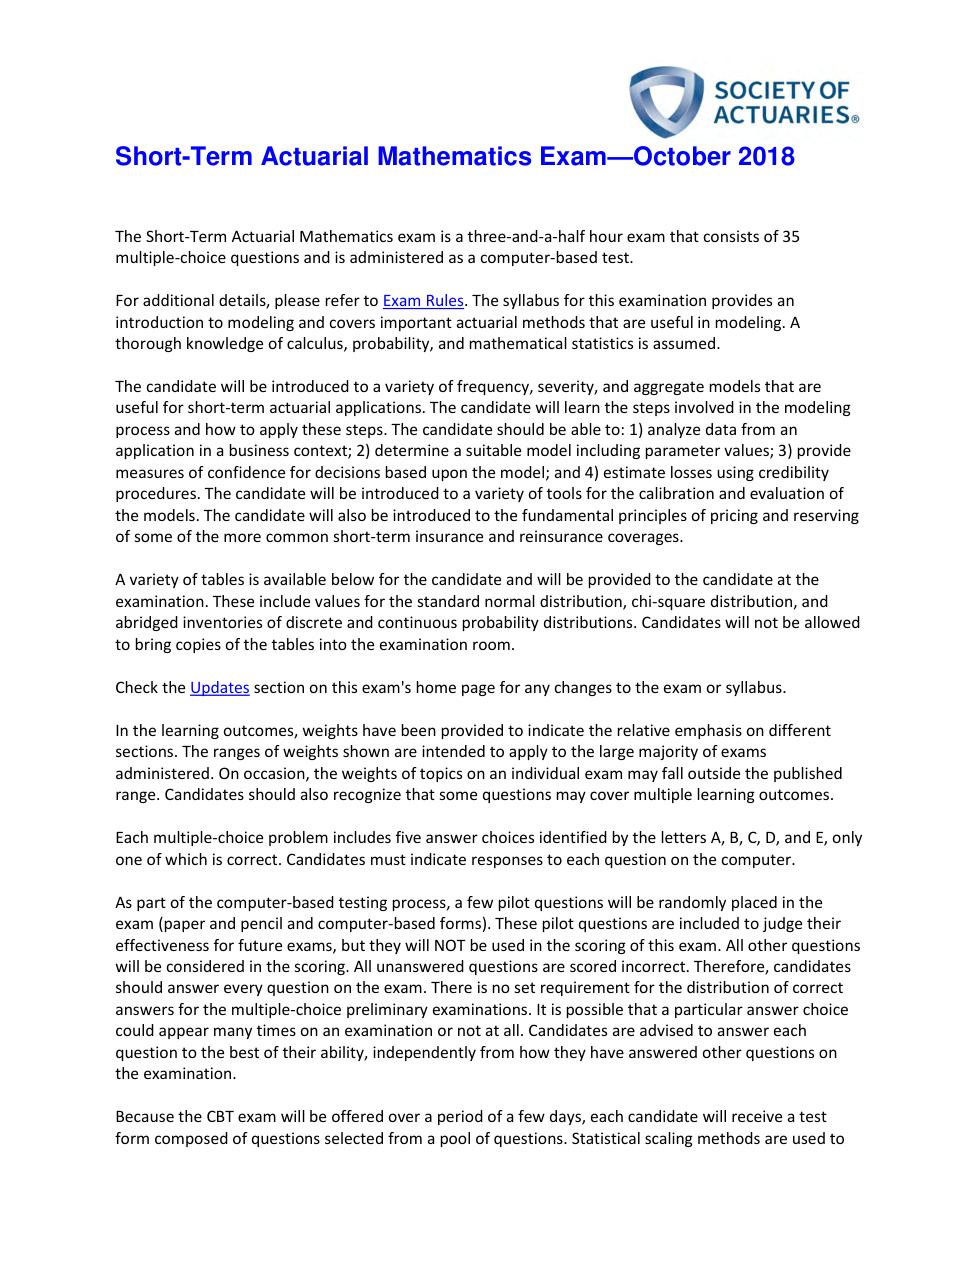 SOCIETY OF
ACTUARIES®
Short-Term Actuarial Mathematics Exam—October 2018
The Short-Term Actuarial Mathematics exam is a three-and-a-half hour exam that consists of 35
multiple-choice questions and is administered as a computer-based test.
For additional details, please refer to Exam Rules. The syllabus for this examination provides an
introduction to modeling and covers important actuarial methods that are useful in modeling. A
thorough knowledge of calculus, probability, and mathematical statistics is assumed.
The candidate will be introduced to a variety of frequency, severity, and aggregate models that are
useful for short-term actuarial applications. The candidate will learn the steps involved in the modeling
process and how to apply these steps. The candidate should be able to: 1) analyze data from an
application in a business context; 2) determine a suitable model including parameter values; 3) provide
measures of confidence for decisions based upon the model; and 4) estimate losses using credibility
procedures. The candidate will be introduced to a variety of tools for the calibration and evaluation of
the models. The candidate will also be introduced to the fundamental principles of pricing and reserving
of some of the more common short-term insurance and reinsurance coverages.
A variety of tables is available below for the candidate and will be provided to the candidate at the
examination. These include values for the standard normal distribution, chi-square distribution, and
abridged inventories of discrete and continuous probability distributions. Candidates will not be allowed
to bring copies of the tables into the examination room.
Check the Updates section on this exam's home page for any changes to the exam or syllabus.
In the learning outcomes, weights have been provided to indicate the relative emphasis on different
sections. The ranges of weights shown are intended to apply to the large majority of exams
administered. On occasion, the weights of topics on an individual exam may fall outside the published
range. Candidates should also recognize that some questions may cover multiple learning outcomes.
Each multiple-choice problem includes five answer choices identified by the letters A, B, C, D, and E, only
one of which is correct. Candidates must indicate responses to each question on the computer.
As part of the computer-based testing process, a few pilot questions will be randomly placed in the
exam (paper and pencil and computer-based forms). These pilot questions are included to judge their
effectiveness for future exams, but they will NOT be used in the scoring of this exam. All other questions
will be considered in the scoring. All unanswered questions are scored incorrect. Therefore, candidates
should answer every question on the exam. There is no set requirement for the distribution of correct
answers for the multiple-choice preliminary examinations. It is possible that a particular answer choice
could appear many times on an examination or not at all. Candidates are advised to answer each
question to the best of their ability, independently from how they have answered other questions on
the examination.
Because the CBT exam will be offered over a period of a few days, each candidate will receive a test
form composed of questions selected from a pool of questions. Statistical scaling methods are used to